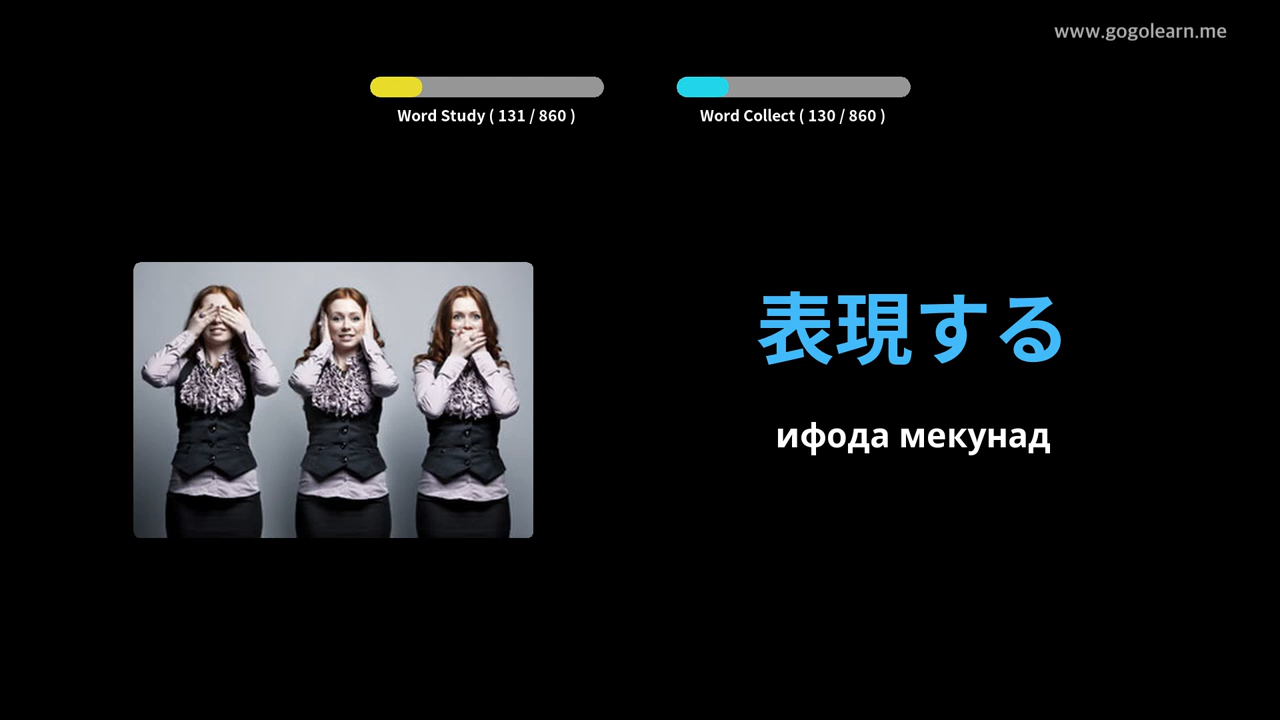 www.gogolearn.me
Word Study ( 131 / 860 )
Word Collect ( 130 / 860 )
表現する
ифода мекунад